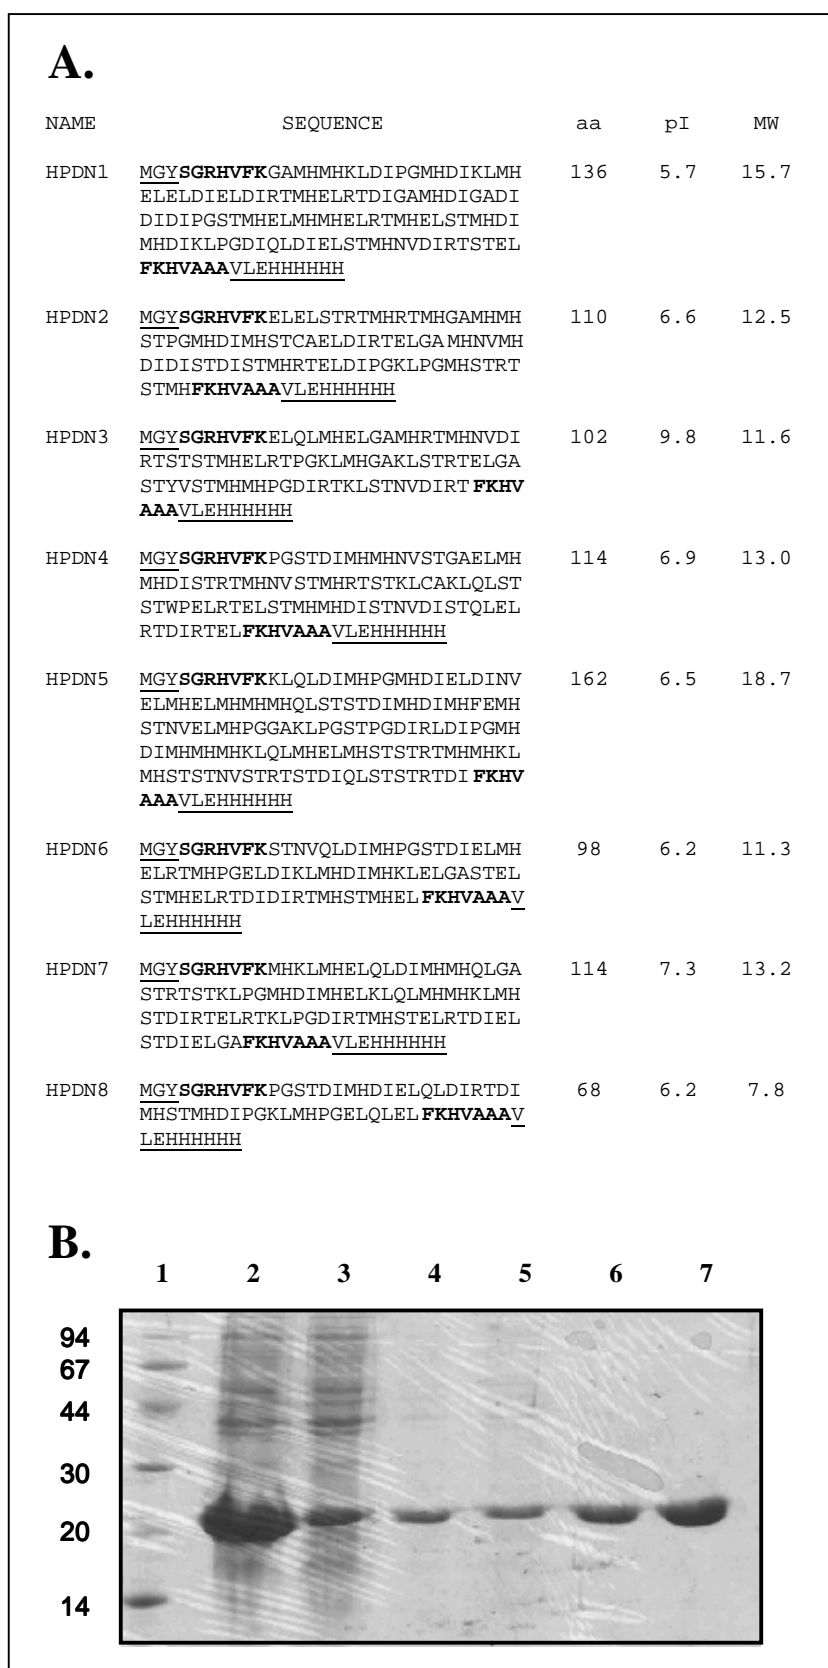 A.
NAME SEQUENCE aa pI MW
HPDN1 MGYSGRHVFKGAMHMHKLDIPGMHDIKLMH 136 5.7 15.7
ELELDIELDIRTMHELRTDIGAMHDIGADI
DIDIPGSTMHELMHMHELRTMHELSTMHDI
MHDIKLPGDIQLDIELSTMHNVDIRTSTEL
FKHVAAAVLEHHHHHH
HPDN2 MGYSGRHVFKELELSTRTMHRTMHGAMHMH 110 6.6 12.5
STPGMHDIMHSTCAELDIRTELGAMHNVMH
DIDISTDISTMHRTELDIPGKLPGMHSTRT
STMHFKHVAAAVLEHHHHHH
HPDN3 MGYSGRHVFKELQLMHELGAMHRTMHNVDI 102 9.8 11.6
RTSTSTMHELRTPGKLMHGAKLSTRTELGA
STYVSTMHMHPGDIRTKLSTNVDIRTFKHV
AAAVLEHHHHHH
HPDN4 MGYSGRHVFKPGSTDIMHMHNVSTGAELMH 114 6.9 13.0
MHDISTRTMHNVSTMHRTSTKLCAKLQLST
STWPELRTELSTMHMHDISTNVDISTQLEL
RTDIRTELFKHVAAAVLEHHHHHH
HPDN5 MGYSGRHVFKKLQLDIMHPGMHDIELDINV 162 6.5 18.7
ELMHELMHMHMHQLSTSTDIMHDIMHFEMH
STNVELMHPGGAKLPGSTPGDIRLDIPGMH
DIMHMHMHKLQLMHELMHSTSTRTMHMHKL
MHSTSTNVSTRTSTDIQLSTSTRTDIFKHV
AAAVLEHHHHHH
HPDN6 MGYSGRHVFKSTNVQLDIMHPGSTDIELMH 98 6.2 11.3
ELRTMHPGELDIKLMHDIMHKLELGASTEL
STMHELRTDIDIRTMHSTMHELFKHVAAAV
LEHHHHHH
HPDN7 MGYSGRHVFKMHKLMHELQLDIMHMHQLGA 114 7.3 13.2
STRTSTKLPGMHDIMHELKLQLMHMHKLMH
STDIRTELRTKLPGDIRTMHSTELRTDIEL
STDIELGAFKHVAAAVLEHHHHHH
HPDN8 MGYSGRHVFKPGSTDIMHDIELQLDIRTDI 68 6.2 7.8
MHSTMHDIPGKLMHPGELQLELFKHVAAAV
LEHHHHHH
B.
1 2 3 4 5 6 7
94
67
44
30
20
14